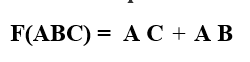 F(ABC) = A C + A B